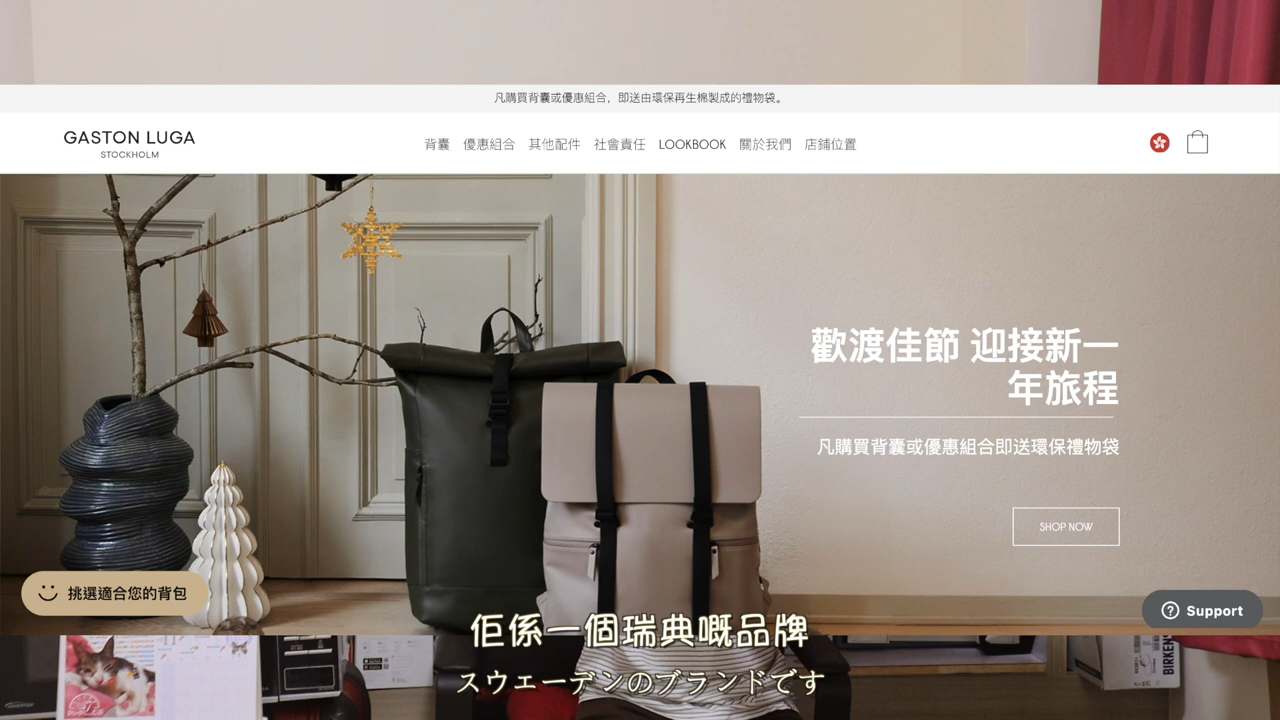 凡購買背囊或優惠組合，即送由環保再生棉製成的禮物袋。
GASTON LUGA
STOCKHOLM
背囊 優惠組合 其他配件 社會責任 LOOKBOOK 關於我們 店鋪位置
歡渡佳節 迎接新一
年旅程
凡購買背囊或優惠組合即送環保禮物袋
SHOP NOW
挑選適合您的背包
Support
佢係一個瑞典嘅品牌
スウェーデンのブランドです
BIRKEN